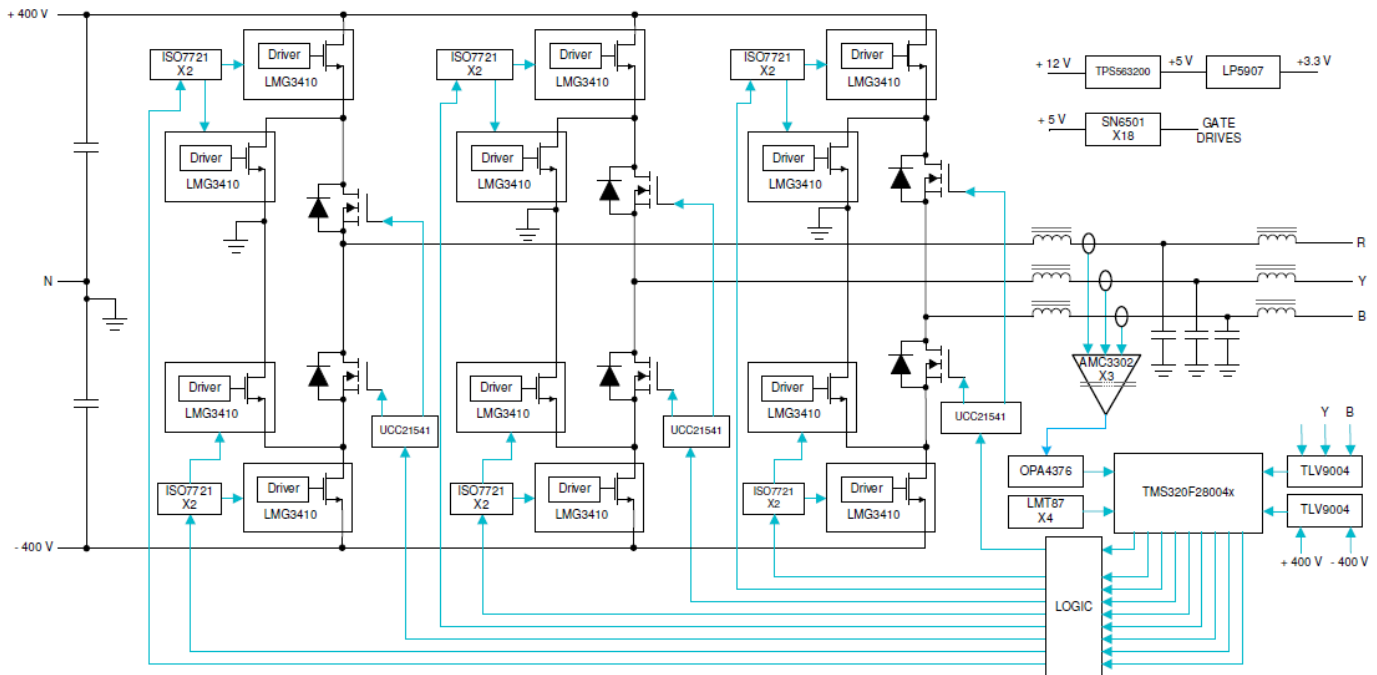 + 400 V
ISO7721
X2
Driver
LMG3410
ISO7721
X2
Driver
LMG3410
ISO7721
X2
Driver
LMG3410
+ 12 V
TPS563200
+5 V
LP5907
+3.3 V
+ 5 V
SN6501
X18
GATE
DRIVES
Driver
LMG3410
Driver
LMG3410
Driver
LMG3410
R
N
Y
B
AMC3302
X3
Driver
LMG3410
Driver
LMG3410
Driver
LMG3410
UCC21541
UCC21541
UCC21541
Y B
OPA4376
TMS320F28004x
TLV9004
LMT87
X4
TLV9004
ISO7721
X2
Driver
LMG3410
ISO7721
X2
Driver
LMG3410
ISO7721
X2
Driver
LMG3410
- 400 V
+ 400 V - 400 V
LOGIC